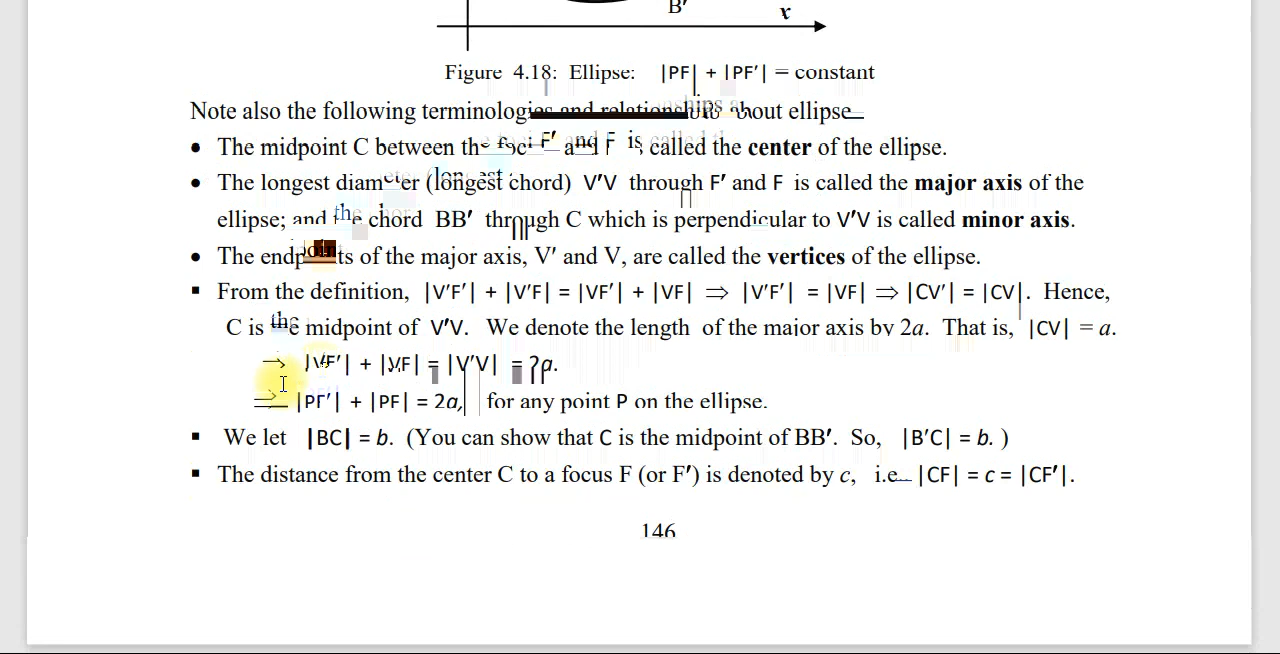 B′
x
Figure 4.18: Ellipse: |PF| + |PF′| = constant
Note also the following terminologies and relationships about ellipse
• The midpoint C between the foci F′ and F is called the center of the ellipse.
• The longest diameter (longest chord) V′V through F′ and F is called the major axis of the
ellipse; and the chord BB′ through C which is perpendicular to V′V is called minor axis.
• The endpoints of the major axis, V′ and V, are called the vertices of the ellipse.
▪ From the definition, |V′F′| + |V′F| = |VF′| + |VF| ⇒ |V′F′| = |VF| ⇒ |CV′| = |CV|. Hence,
C is the midpoint of V′V. We denote the length of the major axis by 2a. That is, |CV| = a.
⇒ |VF′| + |VF| = |V′V| = 2a.
⇒ |PF′| + |PF| = 2a, for any point P on the ellipse.
▪ We let |BC| = b. (You can show that C is the midpoint of BB′. So, |B′C| = b. )
▪ The distance from the center C to a focus F (or F′) is denoted by c, i.e. |CF| = c = |CF′|.
146